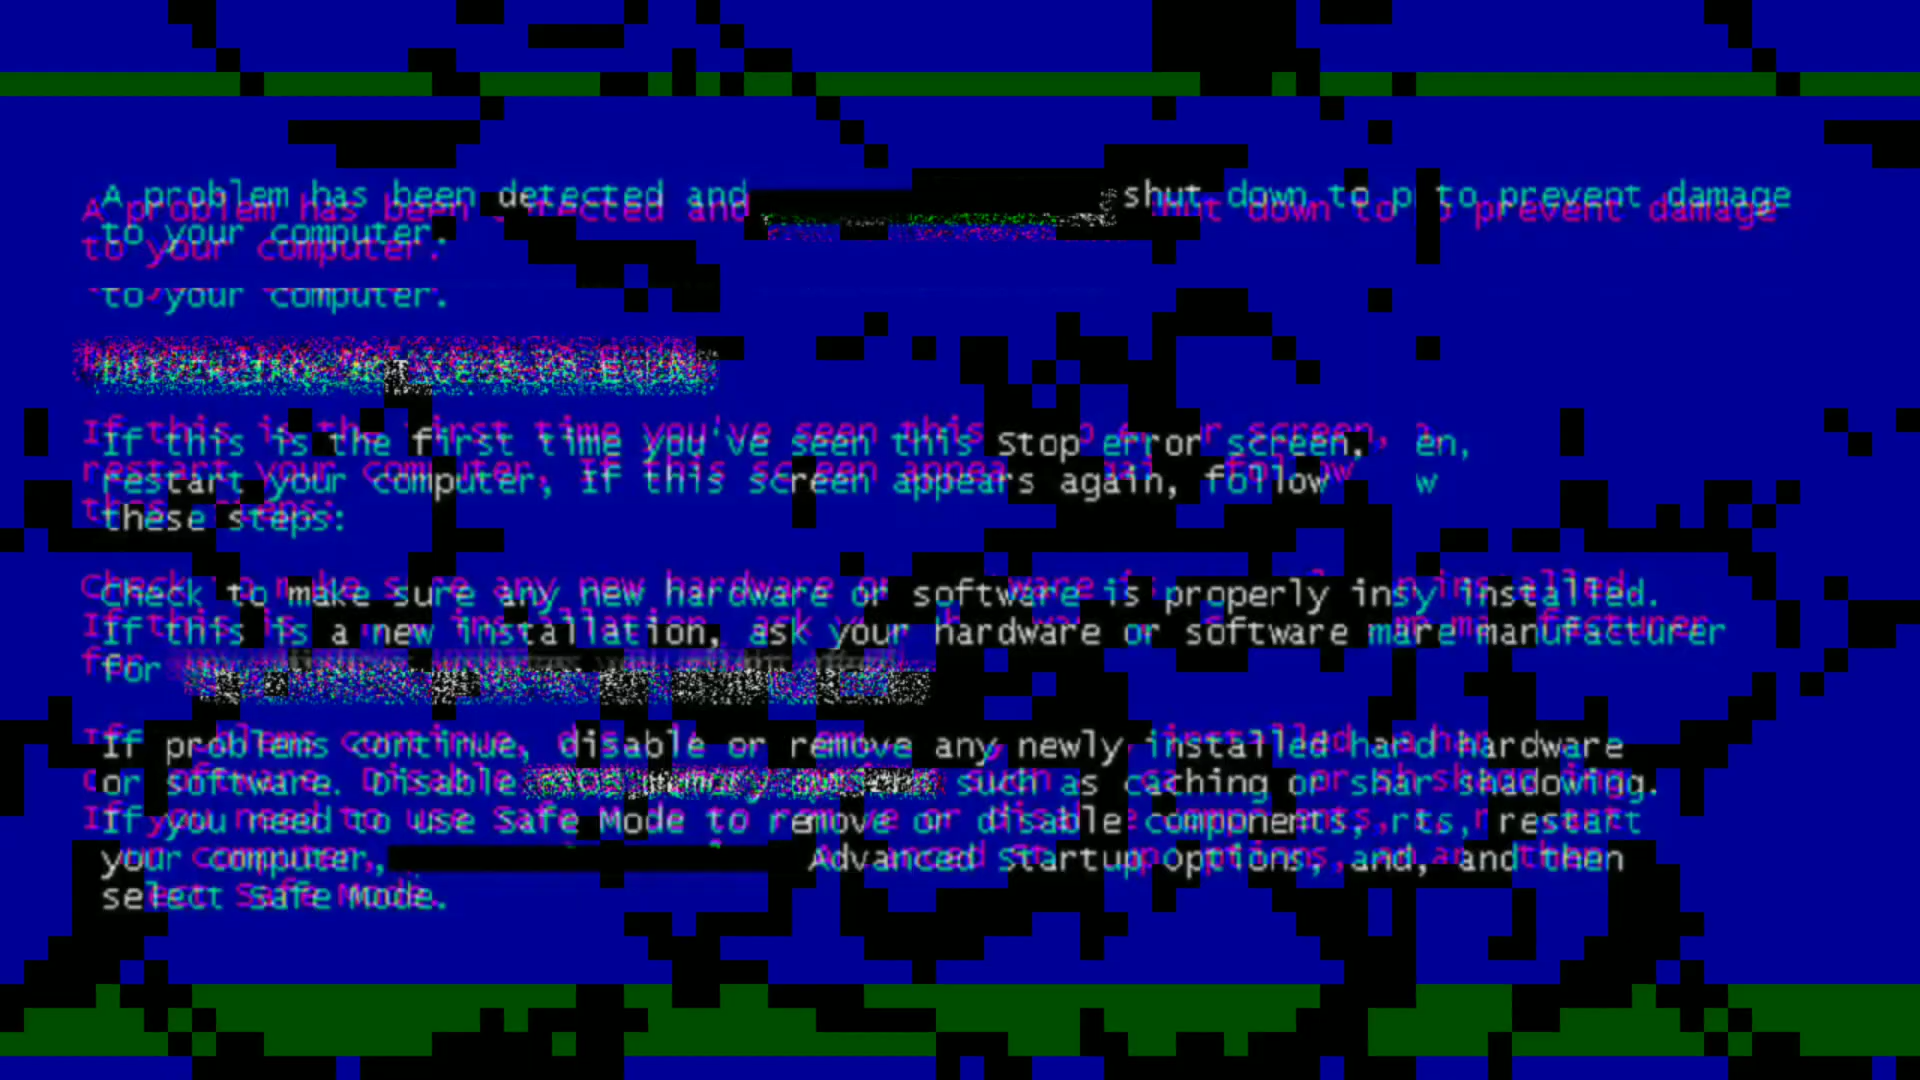 A problem has been detected and shut down to p to prevent damage
to your computer.
to your computer.
If this is the first time you've seen this Stop error screen, en,
restart your computer, If this screen appears again, follow w
these steps:
Check to make sure any new hardware or software is properly insy installed.
If this is a new installation, ask your hardware or software mare manufacturer
for
If problems continue, disable or remove any newly installed hard hardware
or software. Disable such as caching or shar shadowing.
If you need to use Safe Mode to remove or disable components, rts, restart
your computer, Advanced Startup options, and, and then
select Safe Mode.